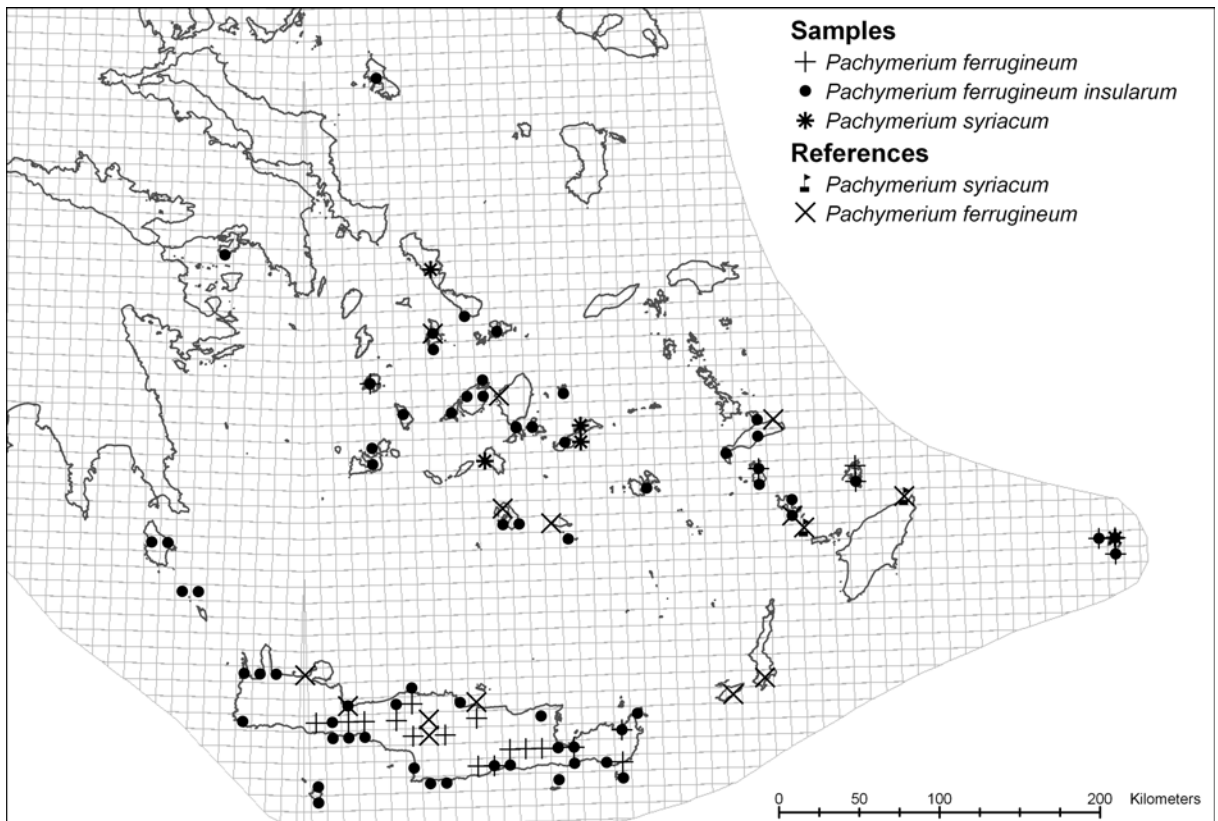 Samples
Pachymerium ferrugineum
Pachymerium ferrugineum insularum
Pachymerium syriacum
References
Pachymerium syriacum
Pachymerium ferrugineum
0 50 100 200 Kilometers